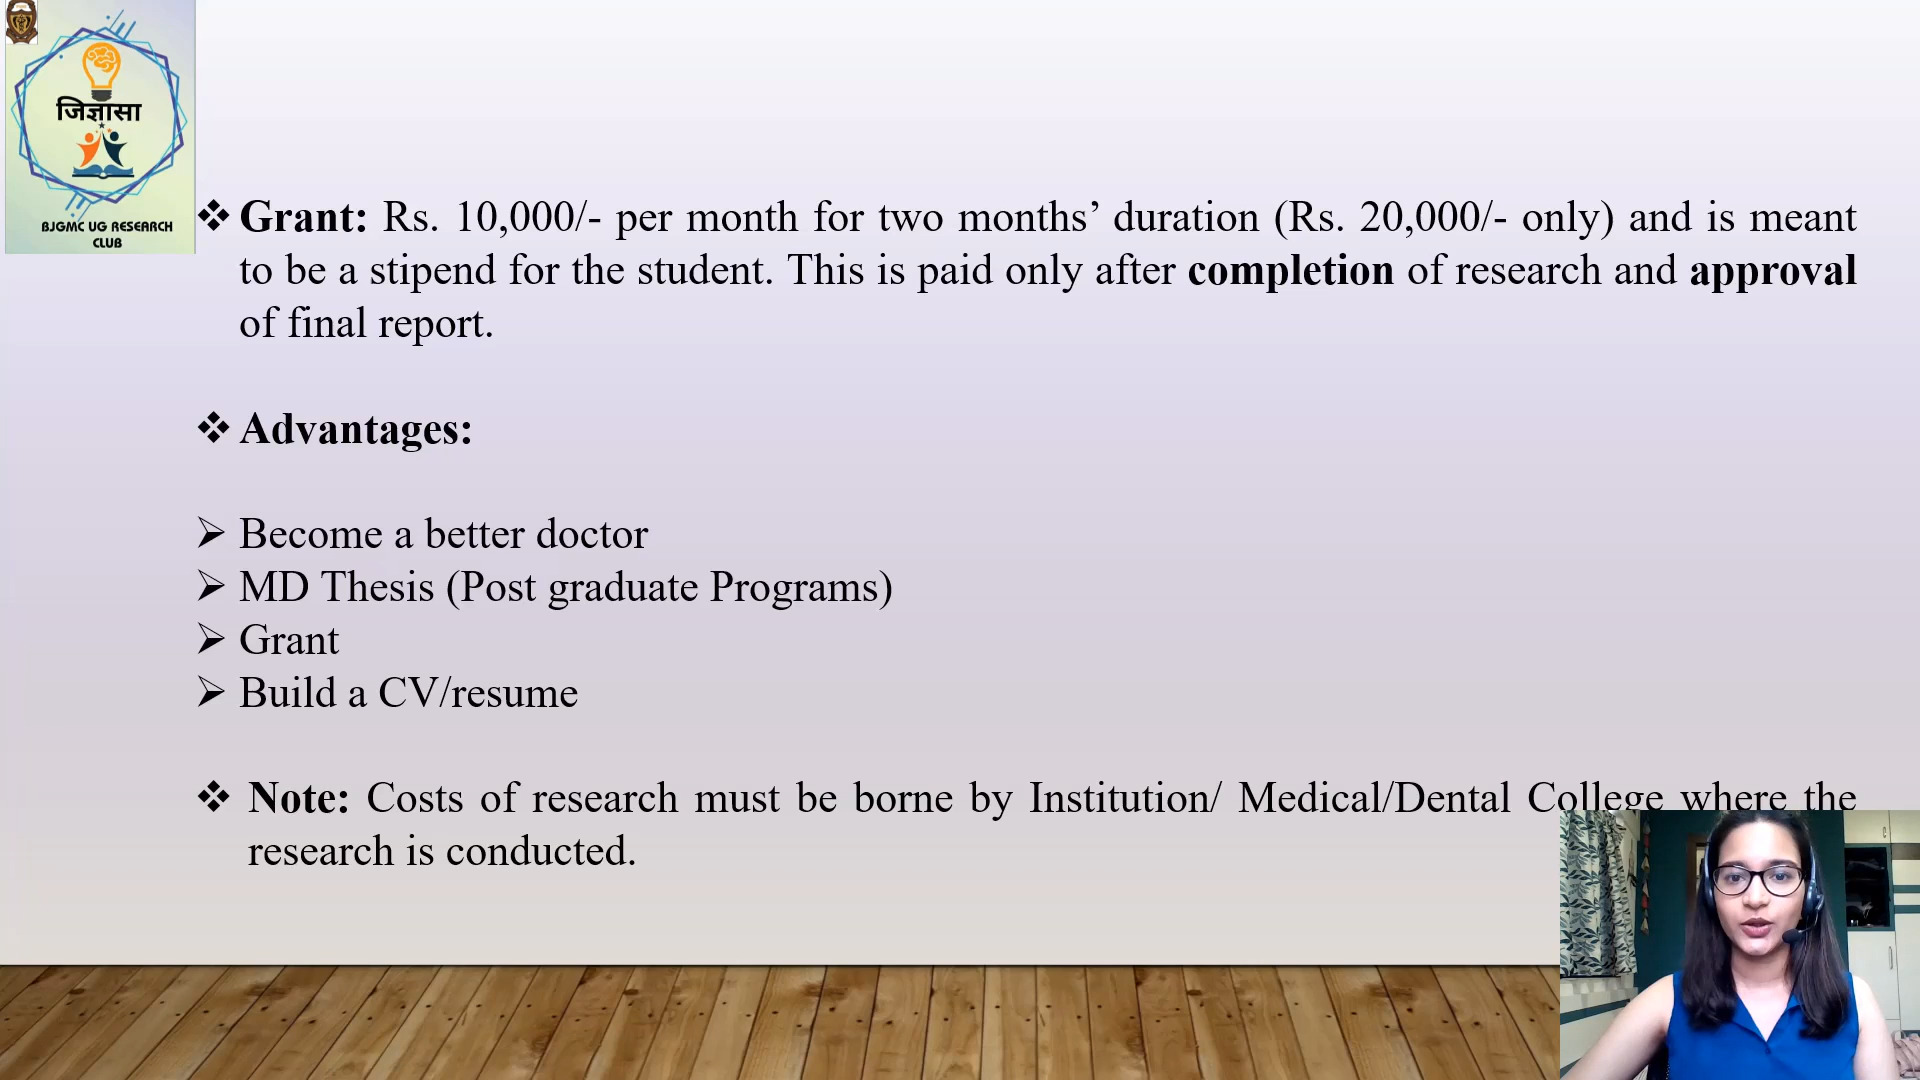 जिज्ञासा
BJGMC UG RESEARCH
CLUB
❖ Grant: Rs. 10,000/- per month for two months’ duration (Rs. 20,000/- only) and is meant
to be a stipend for the student. This is paid only after completion of research and approval
of final report.
❖ Advantages:
➢ Become a better doctor
➢ MD Thesis (Post graduate Programs)
➢ Grant
➢ Build a CV/resume
❖ Note: Costs of research must be borne by Institution/ Medical/Dental College where the
research is conducted.